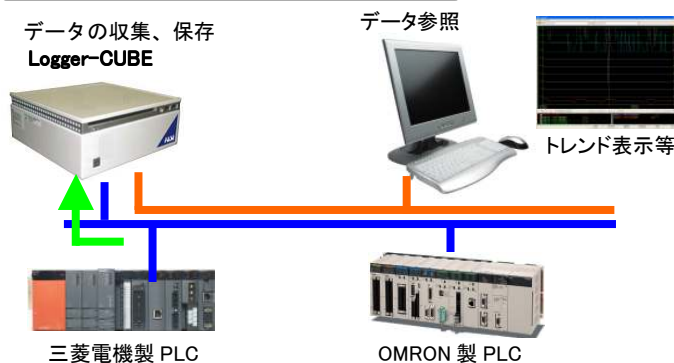 データの収集、保存
Logger-CUBE
データ参照
トレンド表示等
三菱電機製 PLC
OMRON 製 PLC